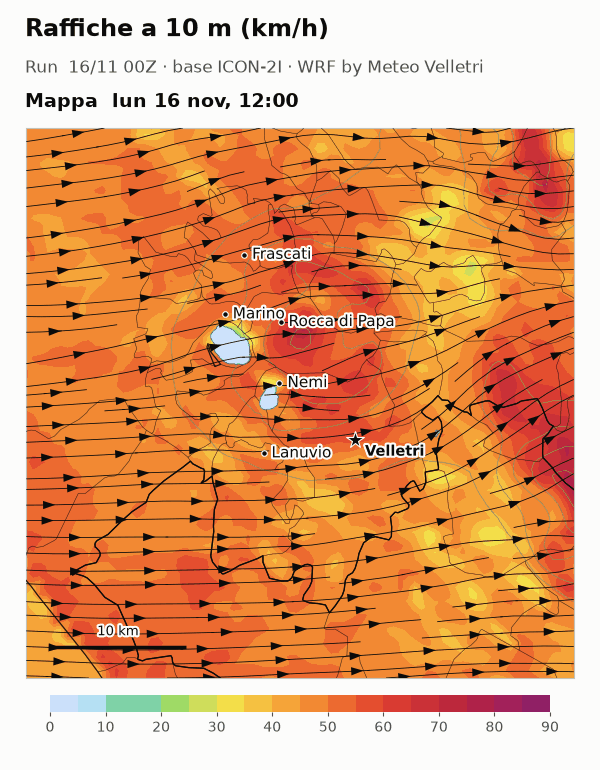 Raffiche a 10 m (km/h)
Run  16/11 00Z · base ICON-2I · WRF by Meteo Velletri
Mappa  lun 16 nov, 12:00
Frascati
Marino
Rocca di Papa
Nemi
Velletri
Lanuvio
10 km
0 10 20 30 40 50 60 70 80 90